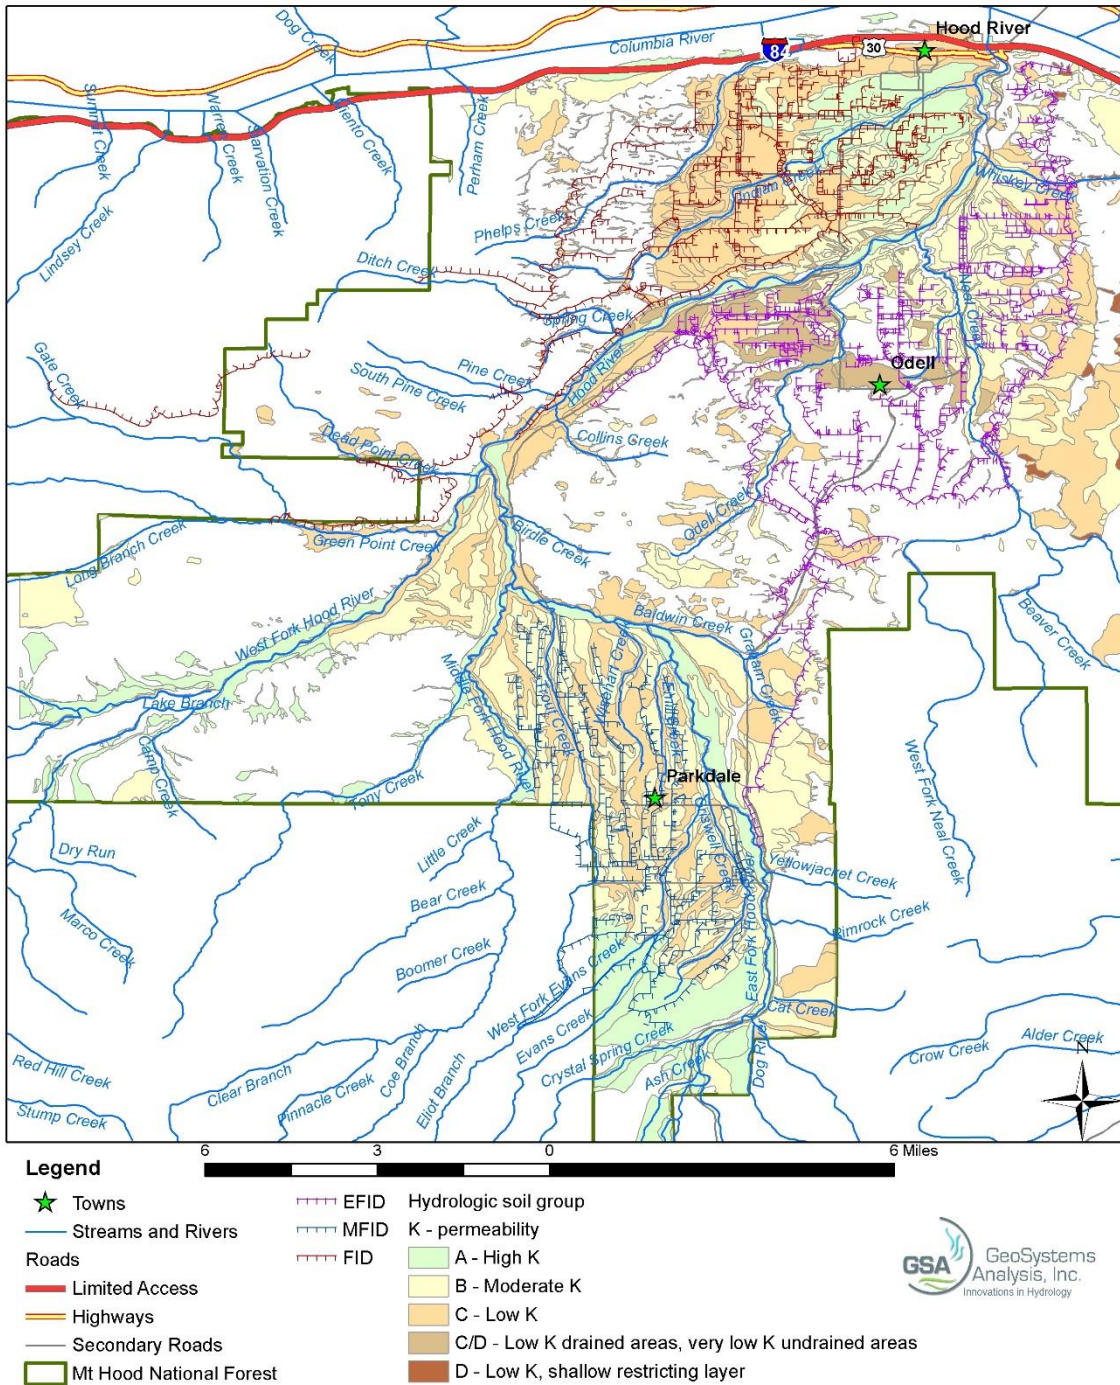 Hood River
Dog Creek
Columbia River
84
30
Summit Creek
Warren Creek
Starvation Creek
Viento Creek
Perham Creek
Lindsey Creek
Phelps Creek
Indian Creek
Whiskey Creek
Ditch Creek
Spring Creek
Neal Creek
Gate Creek
Pine Creek
South Pine Creek
Hood River
Odell
Dead Point Creek
Collins Creek
Odell Creek
Birdie Creek
Green Point Creek
Long Branch Creek
West Fork Hood River
Baldwin Creek
Graham Creek
Beaver Creek
Middle Fork Hood River
Trout Creek
Wisehart Creek
Emil Creek
Lake Branch
Camp Creek
Tony Creek
Parkdale
Griswell Creek
West Fork Neal Creek
Dry Run
Little Creek
Bear Creek
Yellowjacket Creek
Marco Creek
Boomer Creek
Rimrock Creek
West Fork Evans Creek
East Fork Hood River
Evans Creek
Cat Creek
Crystal Spring Creek
Ash Creek
Dog River
Alder Creek
Crow Creek
N
Red Hill Creek
Clear Branch
Coe Branch
Eliot Branch
Pinnacle Creek
Stump Creek
6 3 0 6 Miles
Legend
Towns
Streams and Rivers
Roads
Limited Access
Highways
Secondary Roads
Mt Hood National Forest
EFID
MFID
FID
Hydrologic soil group
K - permeability
A - High K
B - Moderate K
C - Low K
C/D - Low K drained areas, very low K undrained areas
D - Low K, shallow restricting layer
GSA
GeoSystems
Analysis, Inc.
Innovations in Hydrology